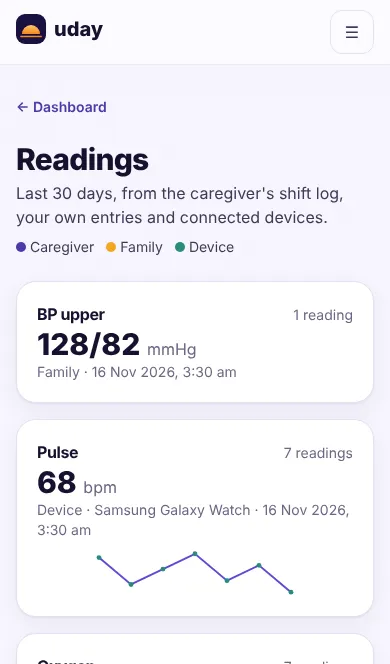 uday
☰
← Dashboard
Readings
Last 30 days, from the caregiver's shift log,
your own entries and connected devices.
Caregiver Family Device
BP upper 1 reading
128/82 mmHg
Family · 16 Nov 2026, 3:30 am
Pulse 7 readings
68 bpm
Device · Samsung Galaxy Watch · 16 Nov 2026,
3:30 am